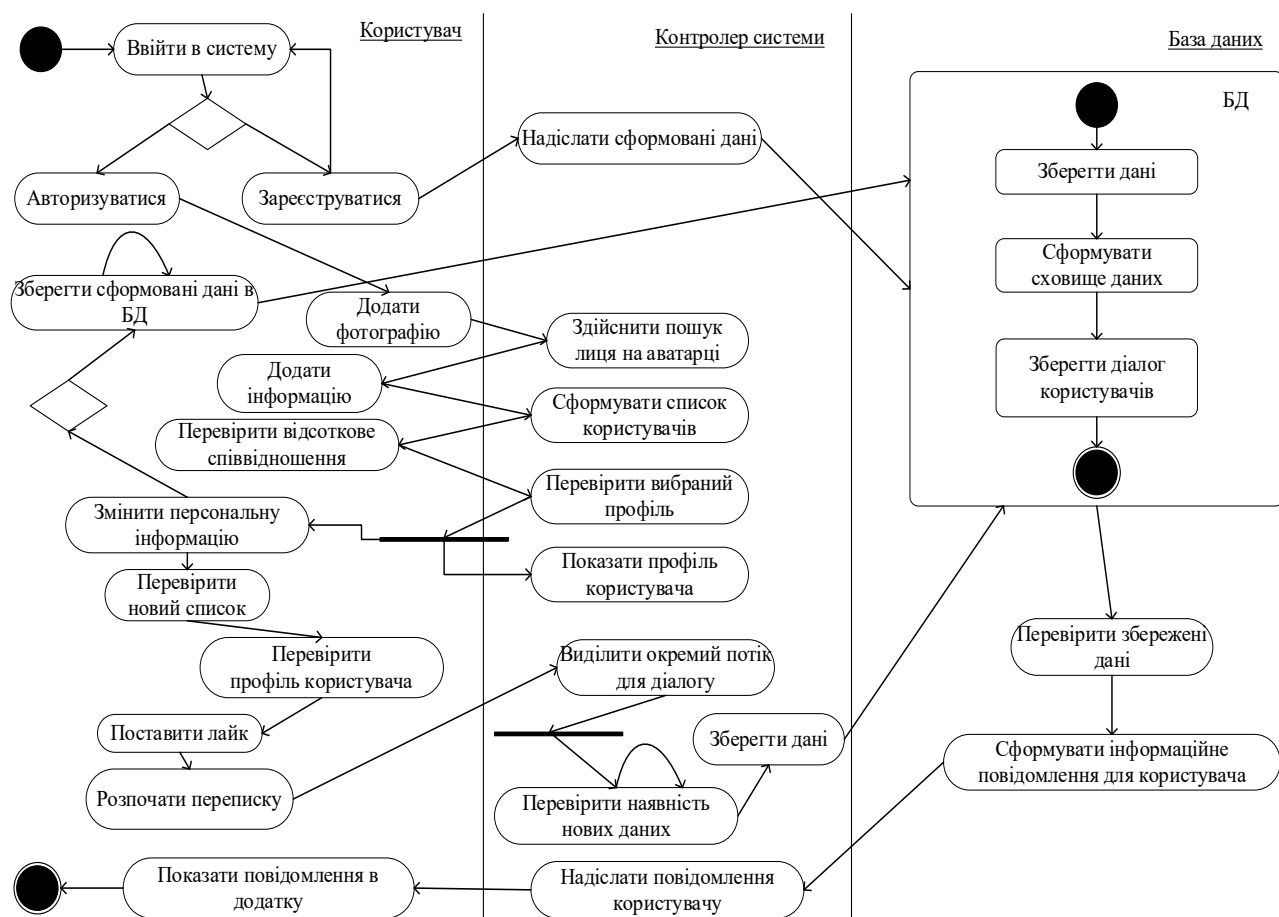 Користувач
Контролер системи
База даних
Ввійти в систему
БД
Надіслати сформовані дані
Зберегти дані
Авторизуватися
Зареєструватися
Сформувати
сховище даних
Зберегти сформовані дані в
БД
Додати
фотографію
Здійснити пошук
лиця на аватарці
Зберегти діалог
користувачів
Додати
інформацію
Сформувати список
користувачів
Перевірити відсоткове
співвідношення
Перевірити вибраний
профіль
Змінити персональну
інформацію
Показати профіль
користувача
Перевірити
новий список
Перевірити збережені
дані
Перевірити
профіль користувача
Виділити окремий потік
для діалогу
Поставити лайк
Зберегти дані
Сформувати інформаційне
повідомлення для користувача
Розпочати переписку
Перевірити наявність
нових даних
Показати повідомлення в
додатку
Надіслати повідомлення
користувачу